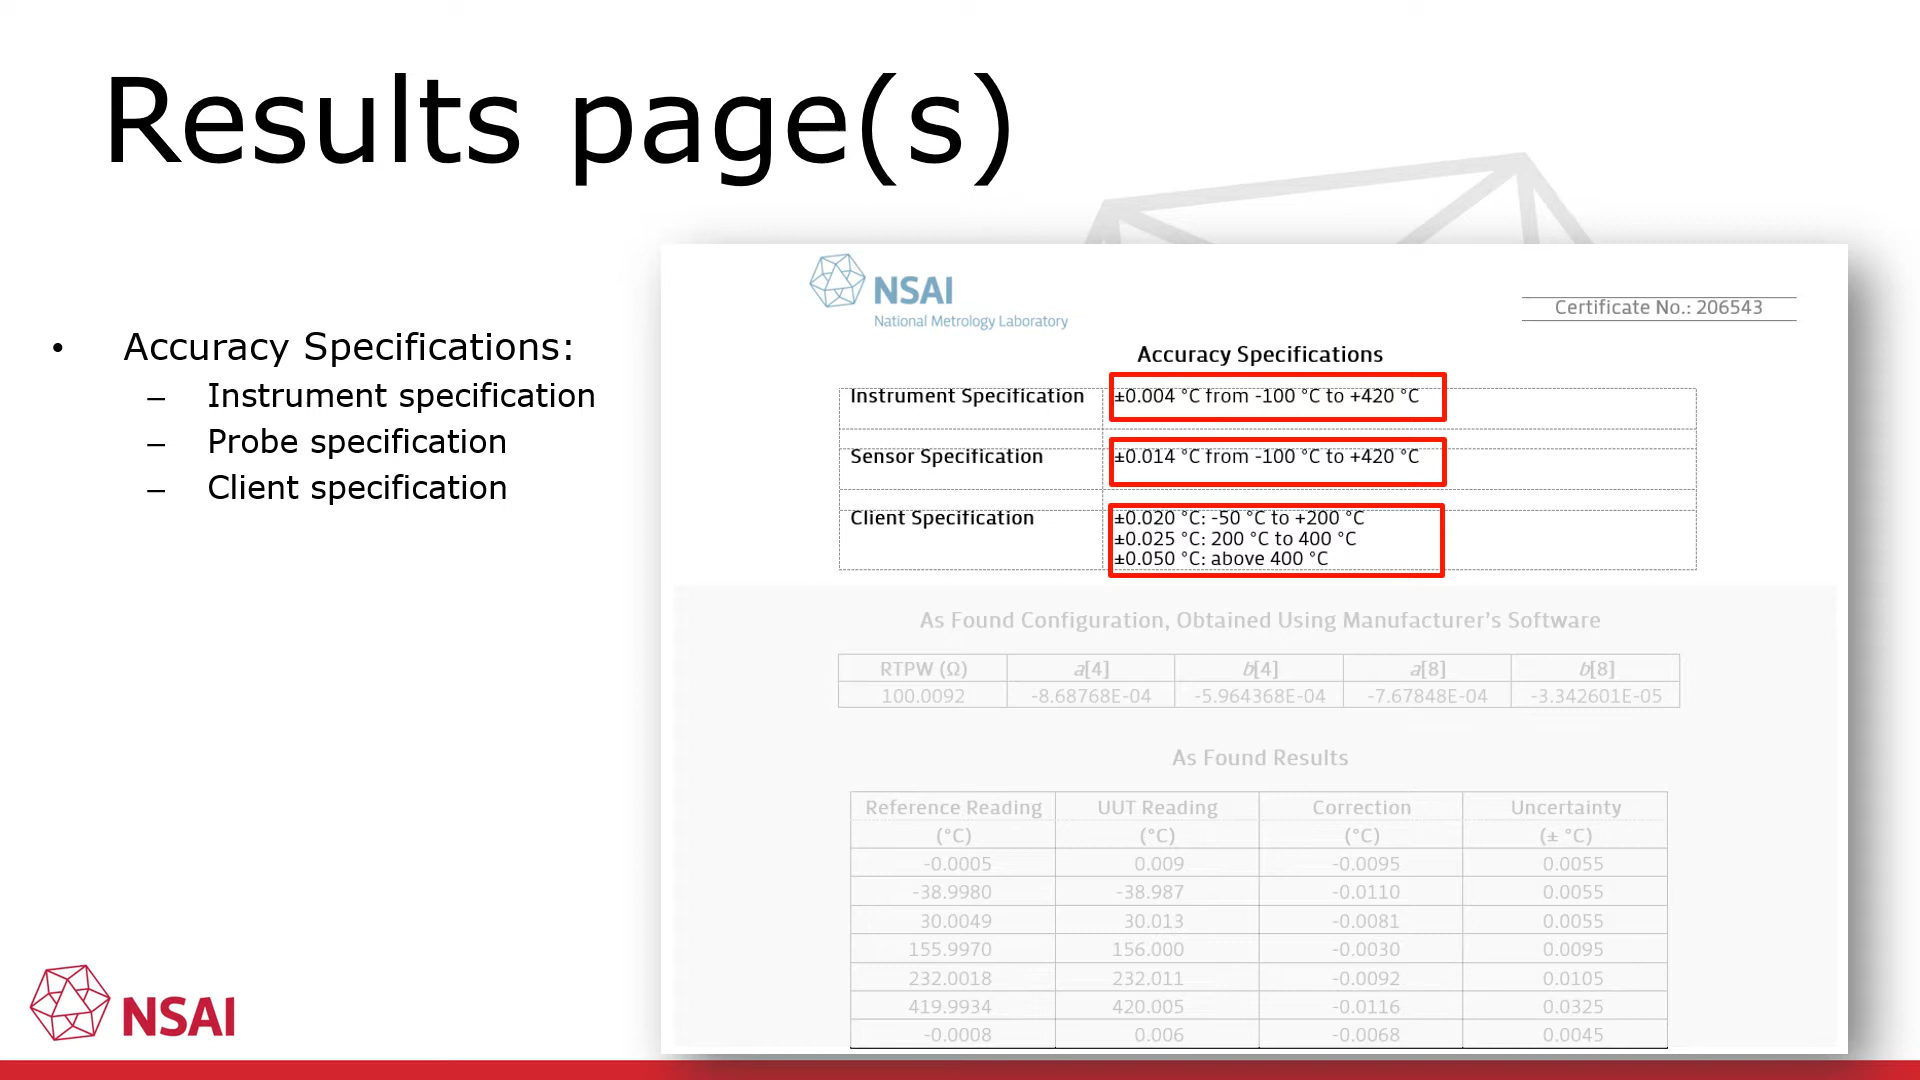 Results page(s)
• Accuracy Specifications:
– Instrument specification
– Probe specification
– Client specification
NSAI
National Metrology Laboratory
Certificate No.: 206543
Accuracy Specifications
Instrument Specification ±0.004 °C from -100 °C to +420 °C
Sensor Specification ±0.014 °C from -100 °C to +420 °C
Client Specification ±0.020 °C: -50 °C to +200 °C
±0.025 °C: 200 °C to 400 °C
±0.050 °C: above 400 °C
As Found Configuration, Obtained Using Manufacturer’s Software
RTPW (Ω) a[4] b[4] a[8] b[8]
100.0092 -8.68768E-04 -5.964368E-04 -7.67848E-04 -3.342601E-05
As Found Results
Reference Reading UUT Reading Correction Uncertainty
(°C) (°C) (°C) (± °C)
-0.0005 0.009 -0.0095 0.0055
-38.9980 -38.987 -0.0110 0.0055
30.0049 30.013 -0.0081 0.0055
155.9970 156.000 -0.0030 0.0095
232.0018 232.011 -0.0092 0.0105
419.9934 420.005 -0.0116 0.0325
-0.0008 0.006 -0.0068 0.0045
NSAI